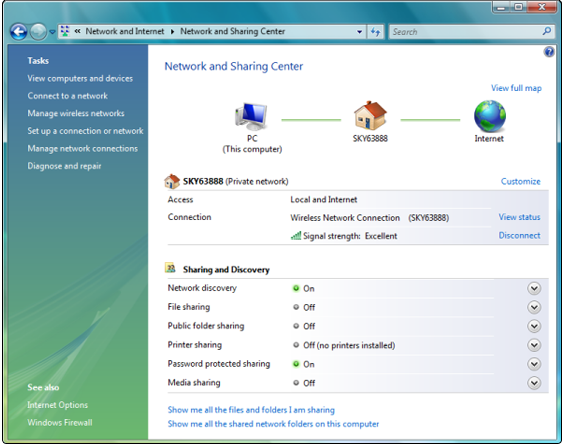 « Network and Internet ▸ Network and Sharing Center
Search
Tasks
View computers and devices
Connect to a network
Manage wireless networks
Set up a connection or network
Manage network connections
Diagnose and repair
See also
Internet Options
Windows Firewall
Network and Sharing Center
View full map
PC
(This computer)
SKY63888
Internet
SKY63888 (Private network)
Customize
Access Local and Internet
Connection Wireless Network Connection (SKY63888) View status
Signal strength: Excellent Disconnect
Sharing and Discovery
Network discovery On
File sharing Off
Public folder sharing Off
Printer sharing Off (no printers installed)
Password protected sharing On
Media sharing Off
Show me all the files and folders I am sharing
Show me all the shared network folders on this computer